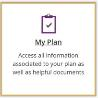 My Plan
Access all information
associated to your plan as
well as helpful documents